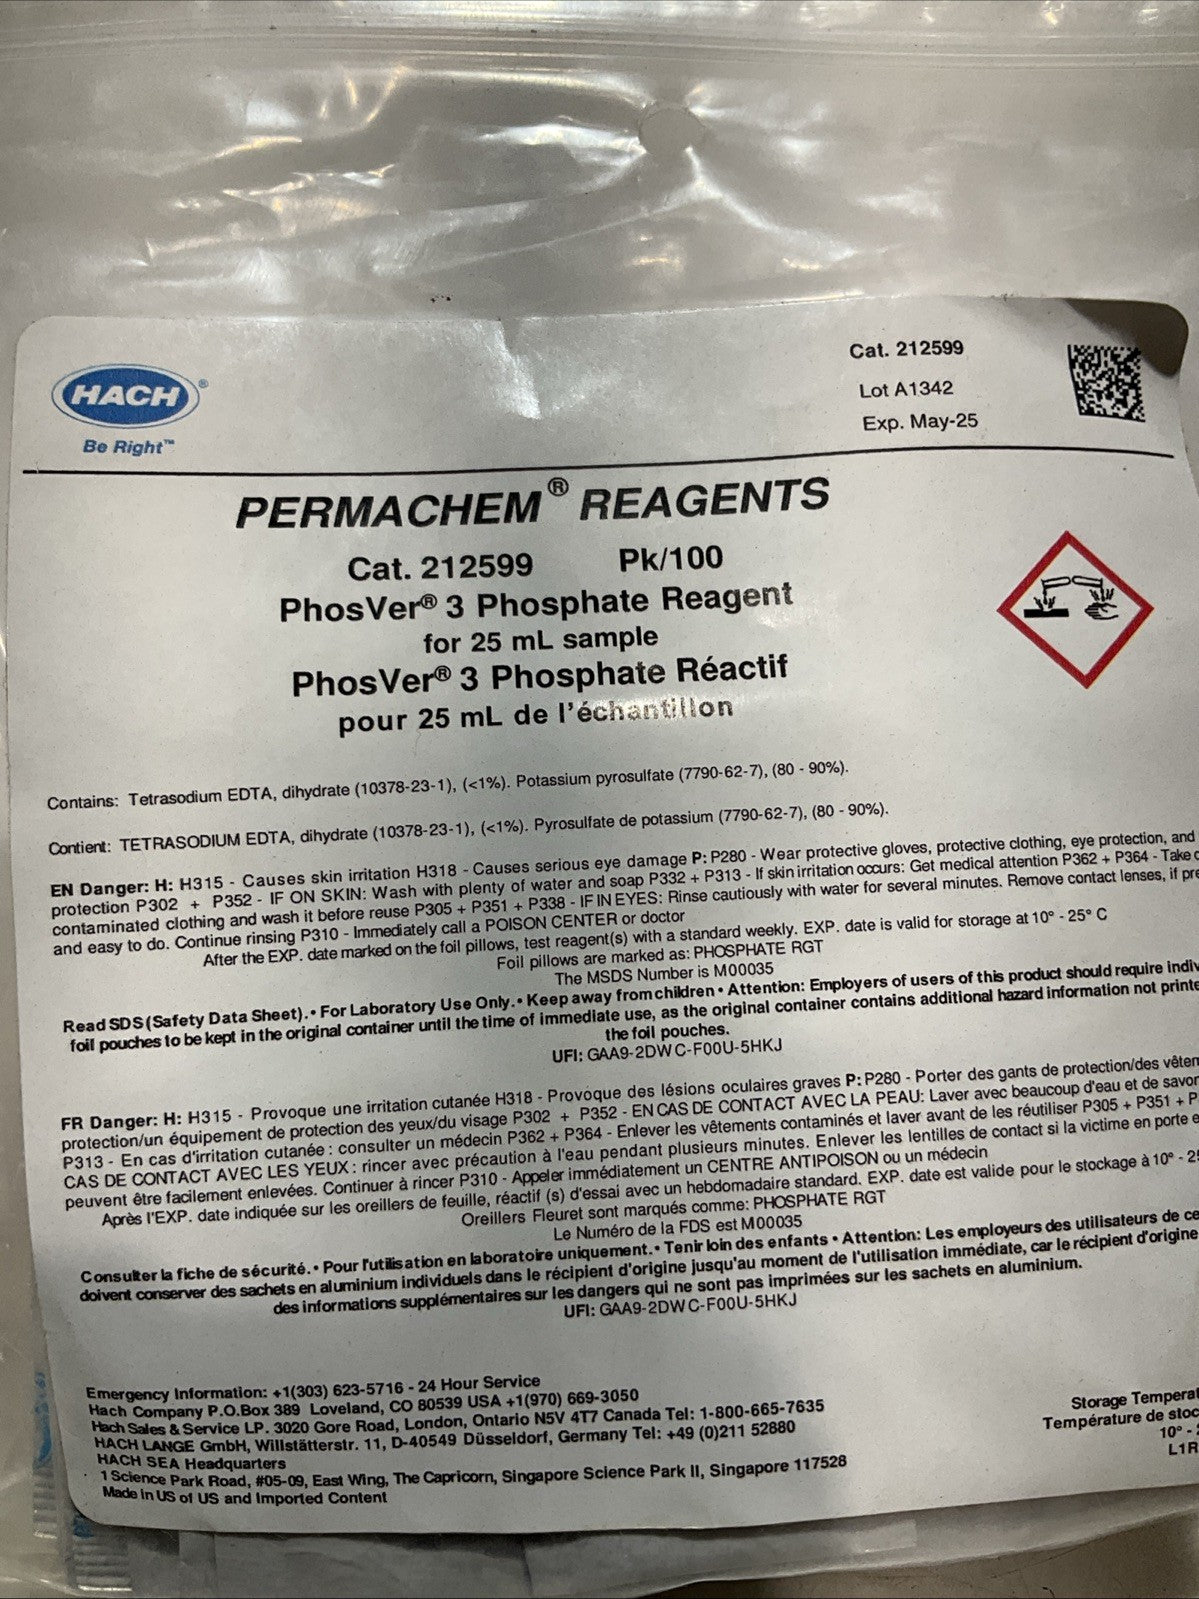 HACH®
Be Right™
Cat. 212599
Lot A1342
Exp. May-25
PERMACHEM® REAGENTS
Cat. 212599 Pk/100
PhosVer® 3 Phosphate Reagent
for 25 mL sample
PhosVer® 3 Phosphate Réactif
pour 25 mL de l'échantillon
Contains: Tetrasodium EDTA, dihydrate (10378-23-1), (<1%). Potassium pyrosulfate (7790-62-7), (80 - 90%).
Contient: TETRASODIUM EDTA, dihydrate (10378-23-1), (<1%). Pyrosulfate de potassium (7790-62-7), (80 - 90%).
EN Danger: H: H315 - Causes skin irritation H318 - Causes serious eye damage P: P280 - Wear protective gloves, protective clothing, eye protection, and
protection P302 + P352 - IF ON SKIN: Wash with plenty of water and soap P332 + P313 - If skin irritation occurs: Get medical attention P362 + P364 - Take
contaminated clothing and wash it before reuse P305 + P351 + P338 - IF IN EYES: Rinse cautiously with water for several minutes. Remove contact lenses, if
and easy to do. Continue rinsing P310 - Immediately call a POISON CENTER or doctor
After the EXP. date marked on the foil pillows, test reagent(s) with a standard weekly. EXP. date is valid for storage at 10° - 25° C
Foil pillows are marked as: PHOSPHATE RGT
The MSDS Number is M00035
Read SDS (Safety Data Sheet). • For Laboratory Use Only. • Keep away from children • Attention: Employers of users of this product should require
foil pouches to be kept in the original container until the time of immediate use, as the original container contains additional hazard information not
the foil pouches.
UFI: GAA9-2DWC-F00U-5HKJ
FR Danger: H: H315 - Provoque une irritation cutanée H318 - Provoque des lésions oculaires graves P: P280 - Porter des gants de protection/des
protection/un équipement de protection des yeux/du visage P302 + P352 - EN CAS DE CONTACT AVEC LA PEAU: Laver avec beaucoup d'eau et de savon
P313 - En cas d'irritation cutanée : consulter un médecin P362 + P364 - Enlever les vêtements contaminés et laver avant de les réutiliser P305 + P351 +
CAS DE CONTACT AVEC LES YEUX : rincer avec précaution à l'eau pendant plusieurs minutes. Enlever les lentilles de contact si la victime en porte
peuvent être facilement enlevées. Continuer à rincer P310 - Appeler immédiatement un CENTRE ANTIPOISON ou un médecin
Après l'EXP. date indiquée sur les oreillers de feuille, réactif (s) d'essai avec un hebdomadaire standard. EXP. date est valide pour le stockage à 10° -
Oreillers Fleuret sont marqués comme: PHOSPHATE RGT
Le Numéro de la FDS est M00035
Consulter la fiche de sécurité. • Pour l'utilisation en laboratoire uniquement. • Tenir loin des enfants • Attention: Les employeurs des utilisateurs de
doivent conserver des sachets en aluminium individuels dans le récipient d'origine jusqu'au moment de l'utilisation immédiate, car le récipient d'origine
des informations supplémentaires sur les dangers qui ne sont pas imprimées sur les sachets en aluminium.
UFI: GAA9-2DWC-F00U-5HKJ
Emergency Information: +1(303) 623-5716 - 24 Hour Service
Hach Company P.O.Box 389 Loveland, CO 80539 USA +1(970) 669-3050
Hach Sales & Service LP. 3020 Gore Road, London, Ontario N5V 4T7 Canada Tel: 1-800-665-7635
HACH LANGE GmbH, Willstätterstr. 11, D-40549 Düsseldorf, Germany Tel: +49 (0)211 52880
HACH SEA Headquarters
1 Science Park Road, #05-09, East Wing, The Capricorn, Singapore Science Park II, Singapore 117528
Made in US of US and Imported Content
Storage
Température de
10° -